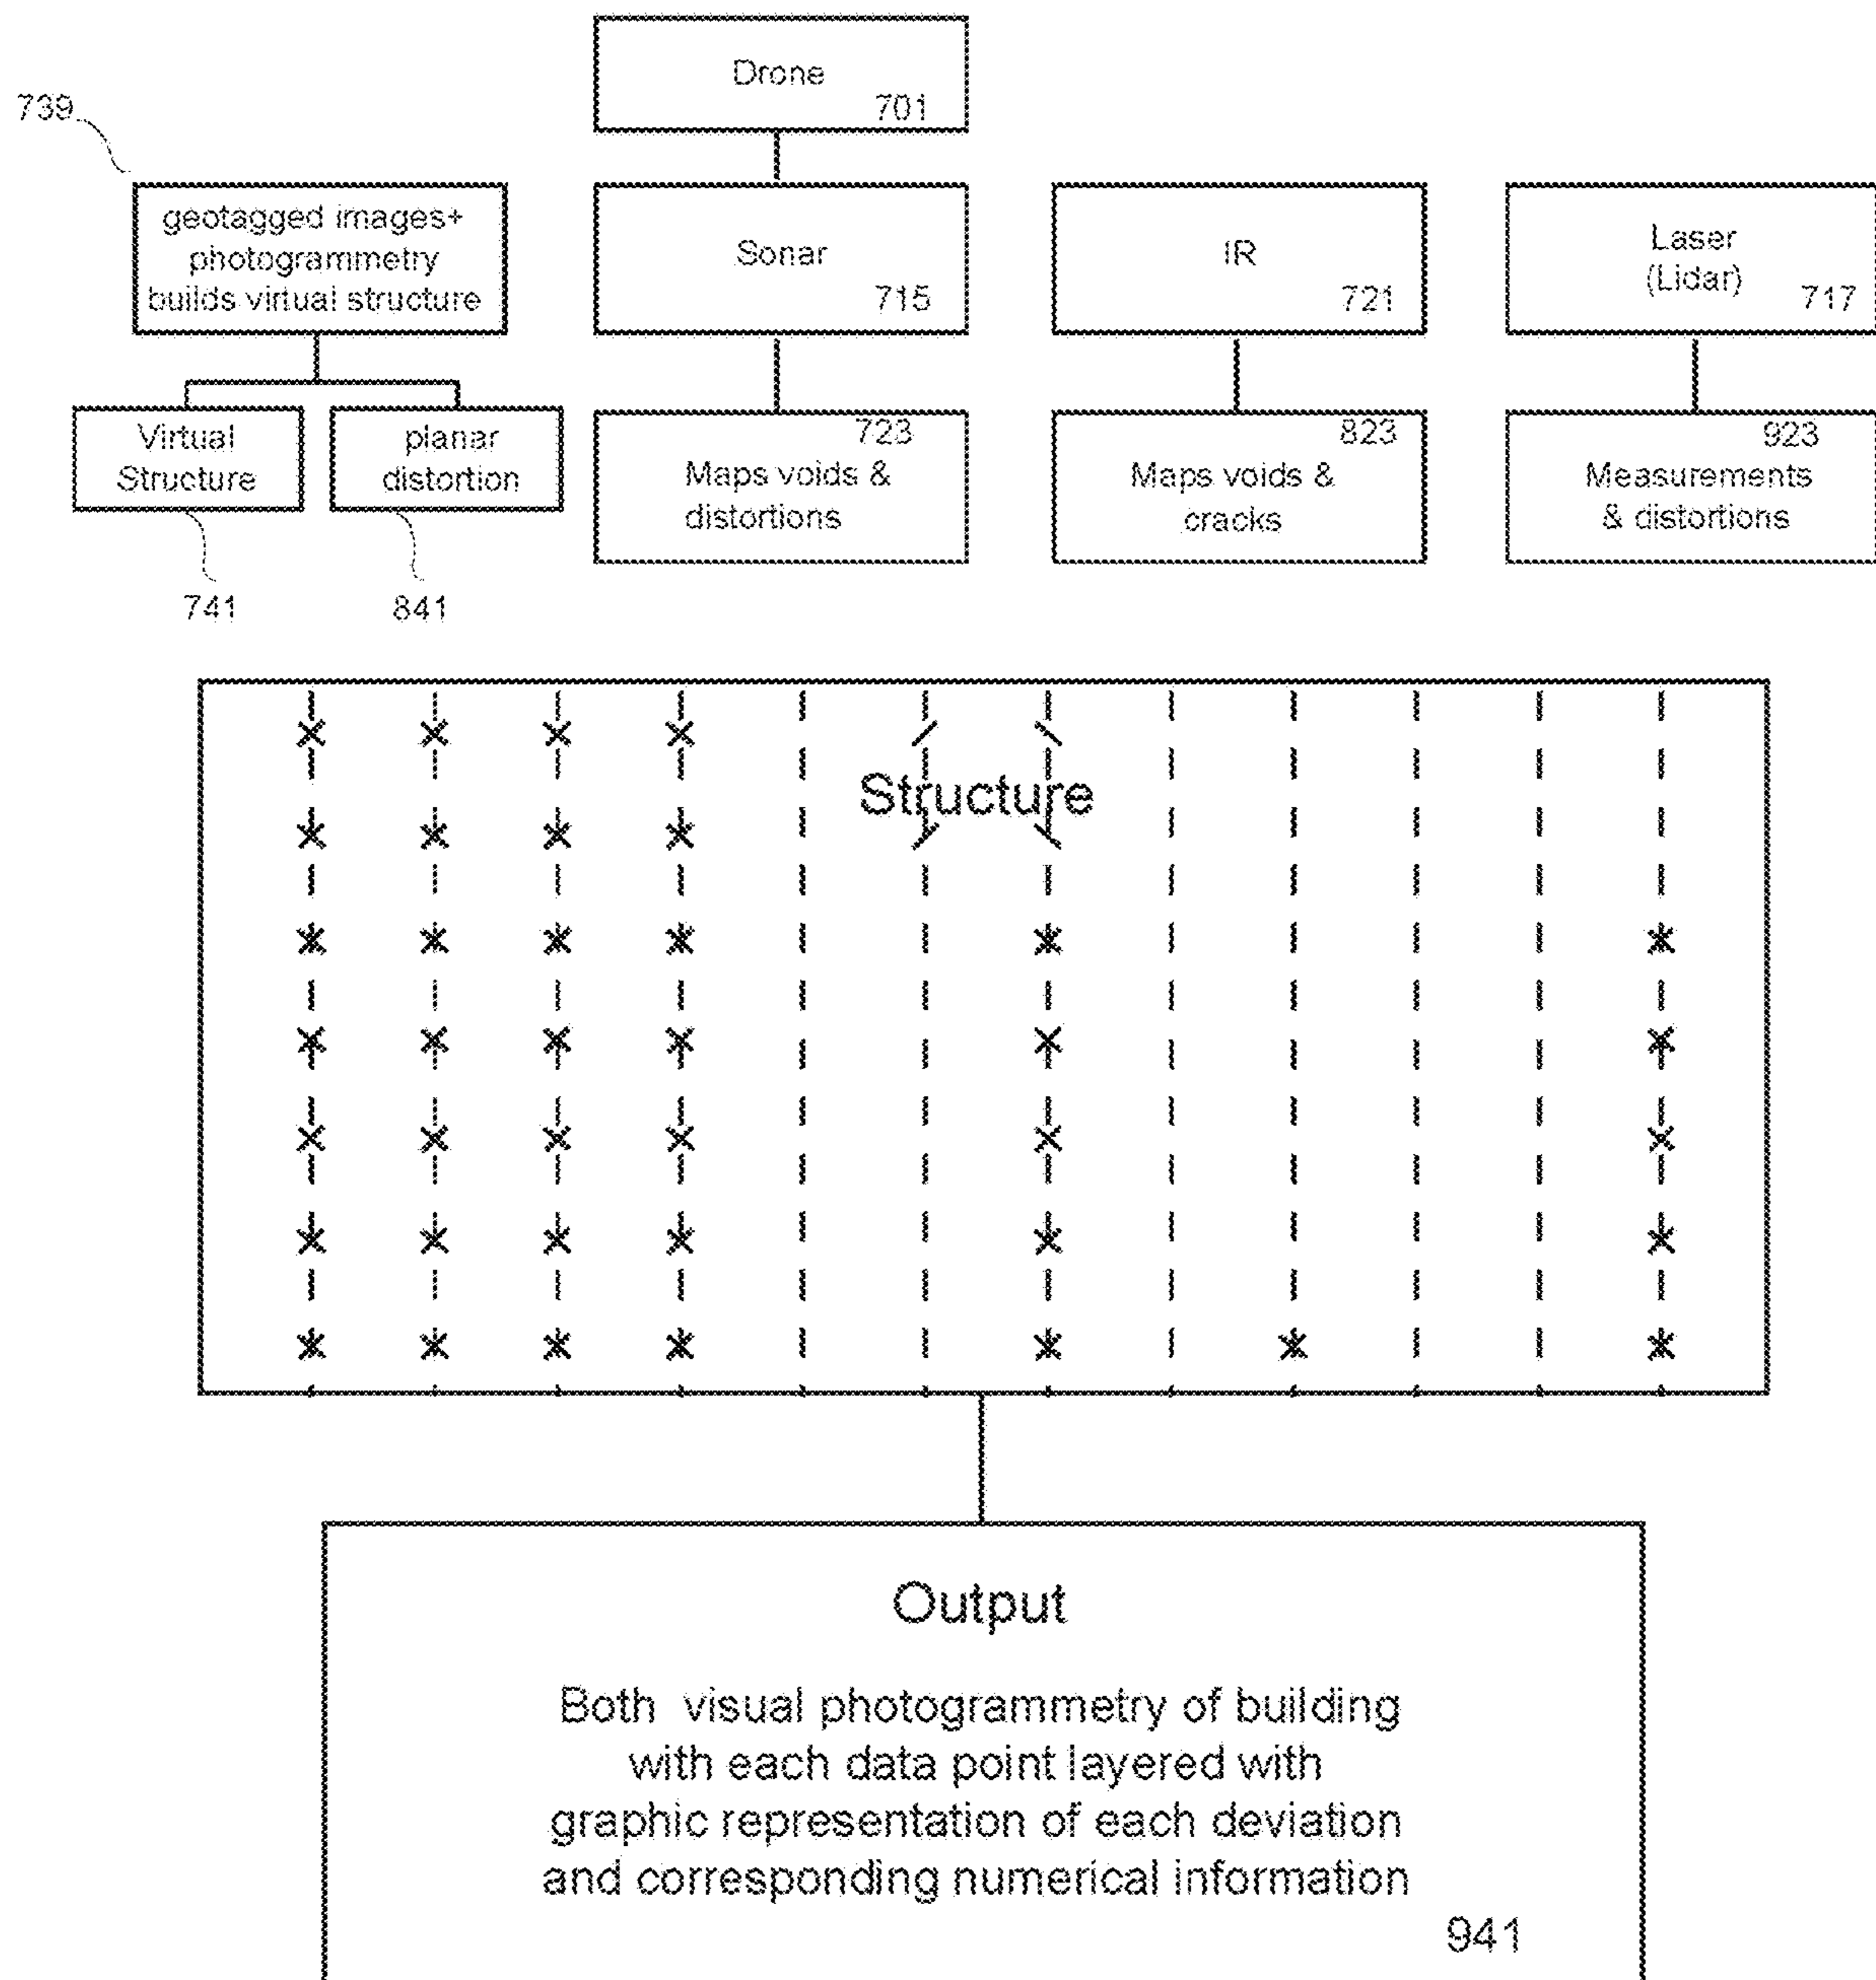 Drone
701
739
geotagged images+
photogrammetry
builds virtual structure
Sonar
715
IR
721
Laser
(Lidar)
717
Virtual
Structure
planar
distortion
723
Maps voids &
distortions
823
Maps voids &
cracks
923
Measurements
& distortions
741
841
Structure
Output
Both visual photogrammetry of building
with each data point layered with
graphic representation of each deviation
and corresponding numerical information
941